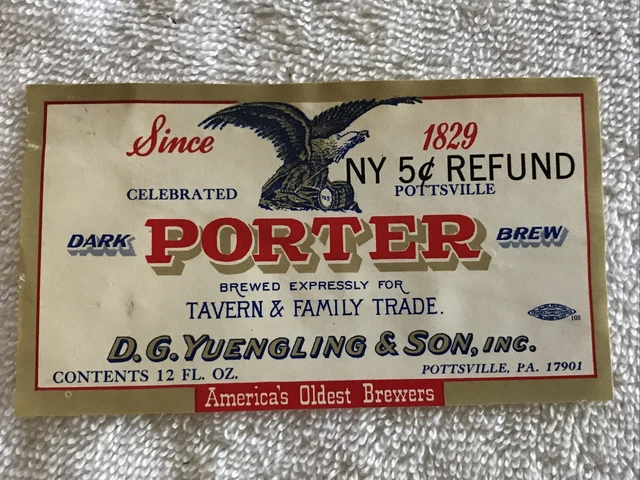 Since 1829
NY 5¢ REFUND
CELEBRATED POTTSVILLE
DARK PORTER BREW
BREWED EXPRESSLY FOR
TAVERN & FAMILY TRADE.
D. G. YUENGLING & SON, INC.
CONTENTS 12 FL. OZ. POTTSVILLE, PA. 17901
America's Oldest Brewers
103